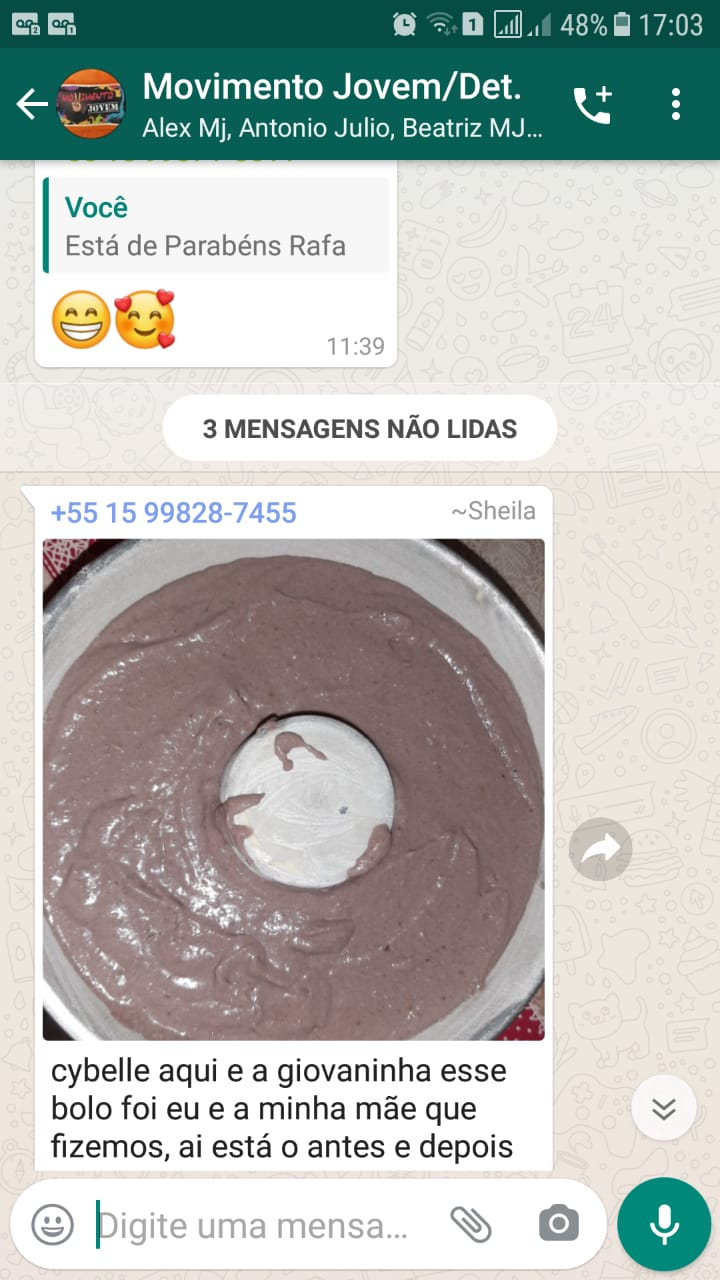 48% 17:03
Movimento Jovem/Det.
Alex Mj, Antonio Julio, Beatriz MJ...
Você
Está de Parabéns Rafa
11:39
3 MENSAGENS NÃO LIDAS
+55 15 99828-7455 ~Sheila
cybelle aqui e a giovaninha esse
bolo foi eu e a minha mãe que
fizemos, ai está o antes e depois
Digite uma mensa...